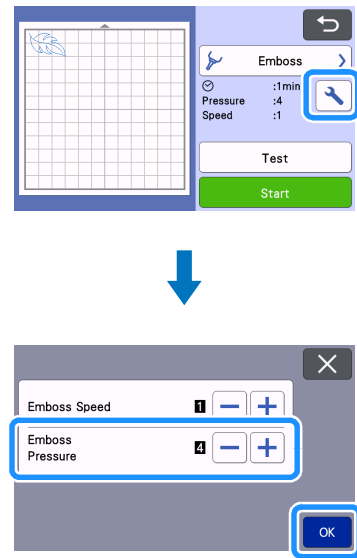 Emboss
:1min
Pressure :4
Speed :1
Test
Start
Emboss Speed 1
Emboss
Pressure 4
OK